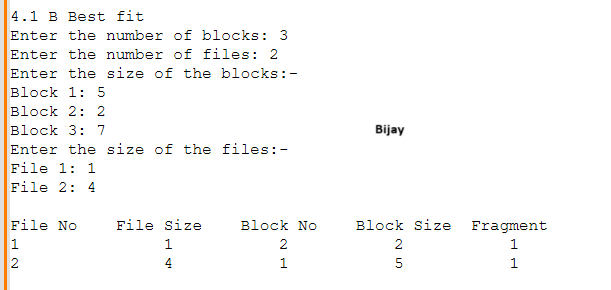 4.1 B Best fit
Enter the number of blocks: 3
Enter the number of files: 2
Enter the size of the blocks:-
Block 1: 5
Block 2: 2
Block 3: 7
Bijay
Enter the size of the files:-
File 1: 1
File 2: 4
File No File Size Block No Block Size Fragment
1 1 2 2 1
2 4 1 5 1